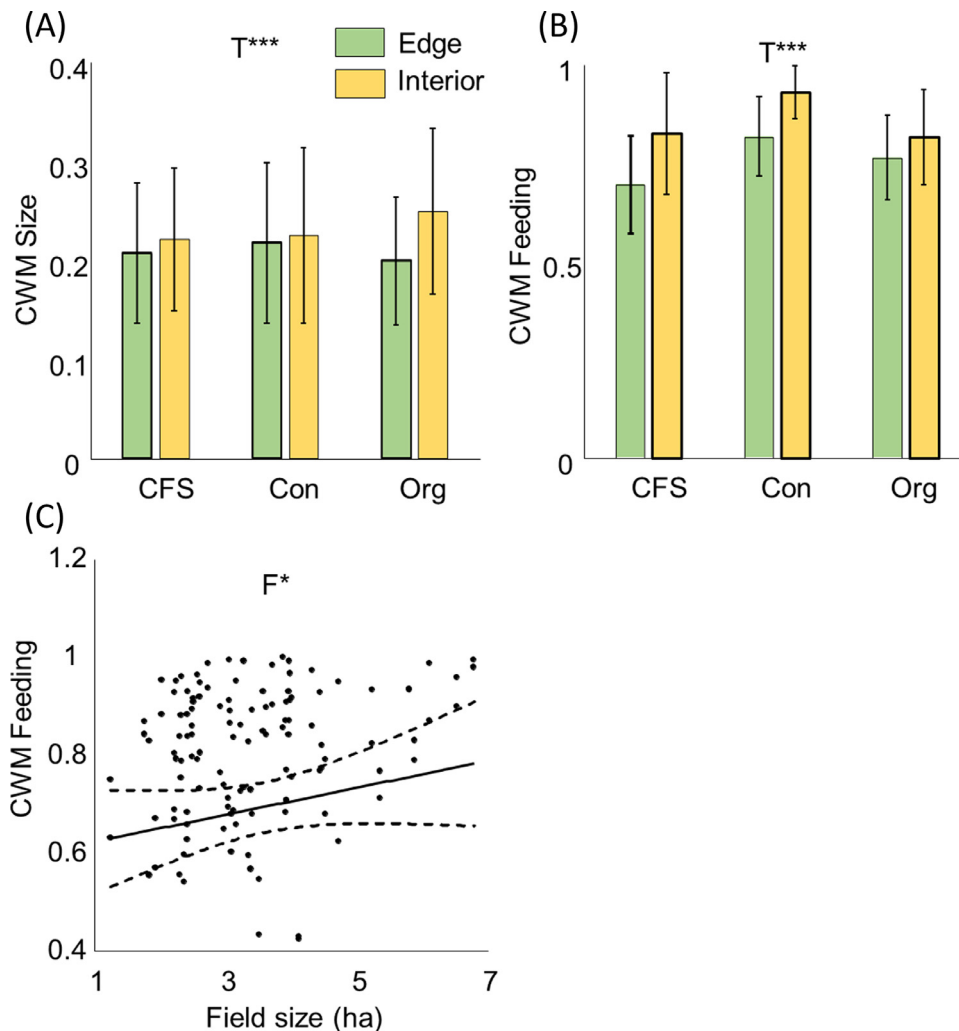 (A)
T***
Edge
Interior
0.4
0.3
0.2
0.1
0
CWM Size
CFS Con Org
(B)
T***
1
0.5
0
CWM Feeding
CFS Con Org
(C)
F*
1.2
1
0.8
0.6
0.4
CWM Feeding
1 3 5 7
Field size (ha)